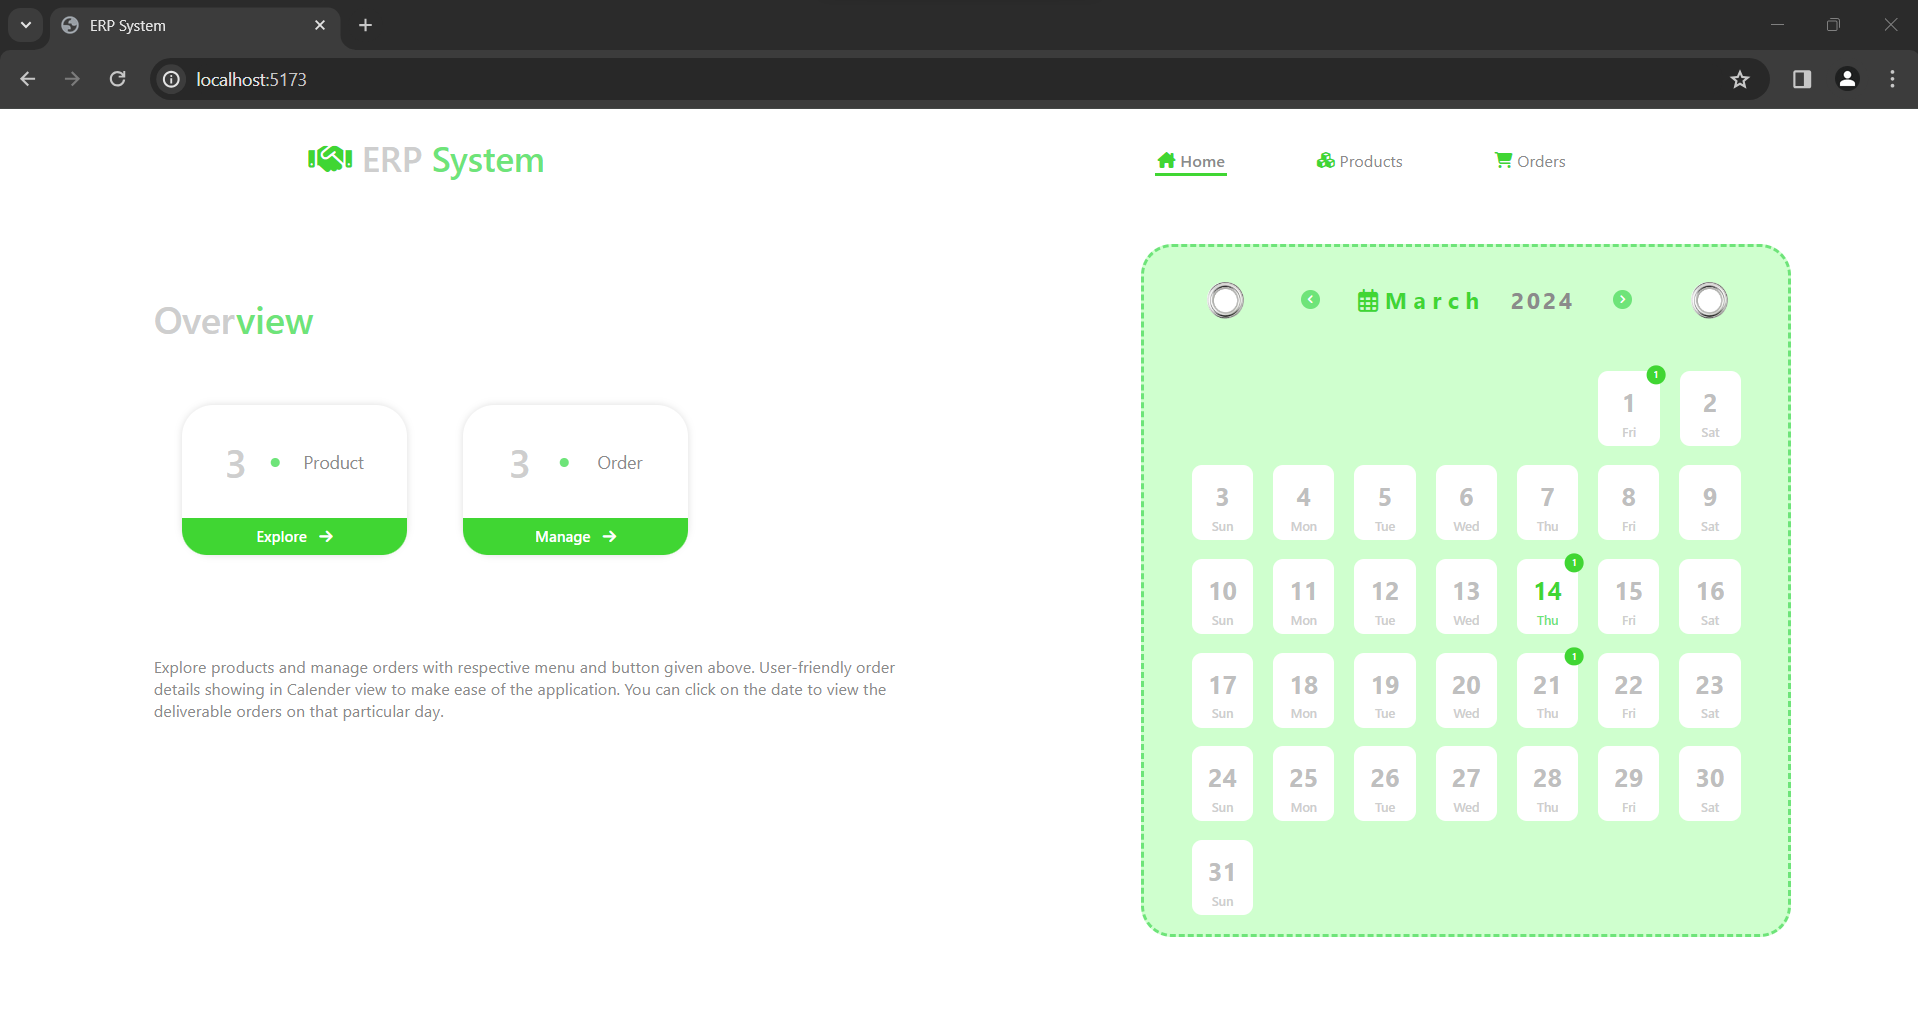 ERP System
localhost:5173
ERP System
Home
Products
Orders
Overview
3 Product
Explore
3 Order
Manage
Explore products and manage orders with respective menu and button given above. User-friendly order
details showing in Calender view to make ease of the application. You can click on the date to view the
deliverable orders on that particular day.
March 2024
1
1 2
Fri Sat
3 4 5 6 7 8 9
Sun Mon Tue Wed Thu Fri Sat
1
10 11 12 13 14 15 16
Sun Mon Tue Wed Thu Fri Sat
1
17 18 19 20 21 22 23
Sun Mon Tue Wed Thu Fri Sat
24 25 26 27 28 29 30
Sun Mon Tue Wed Thu Fri Sat
31
Sun